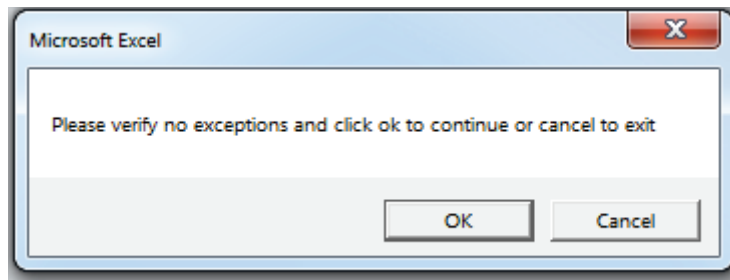 Microsoft Excel
Please verify no exceptions and click ok to continue or cancel to exit
OK
Cancel